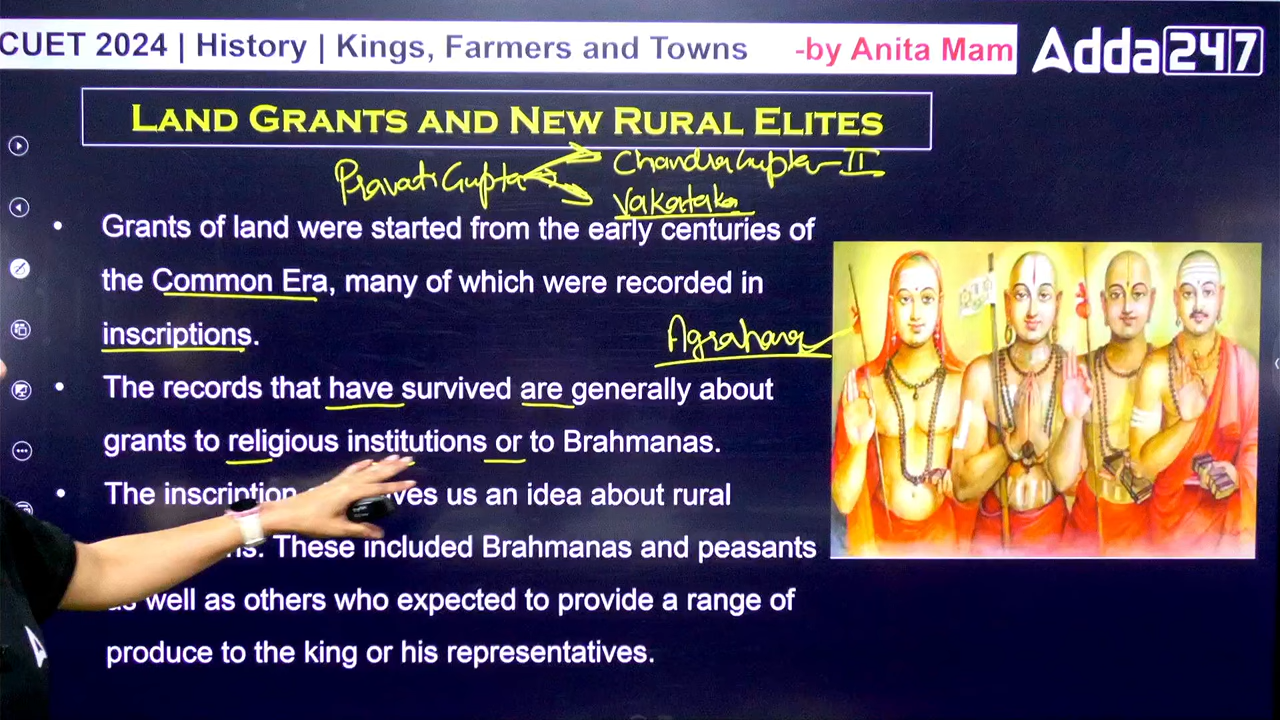 CUET 2024 | History | Kings, Farmers and Towns -by Anita Mam Adda247
LAND GRANTS AND NEW RURAL ELITES
PravatiGupta Chandragupta-II
Vakataka
• Grants of land were started from the early centuries of
the Common Era, many of which were recorded in
inscriptions.
Agrahara
• The records that have survived are generally about
grants to religious institutions or to Brahmanas.
• The inscription us an idea about rural
These included Brahmanas and peasants
as well as others who expected to provide a range of
produce to the king or his representatives.